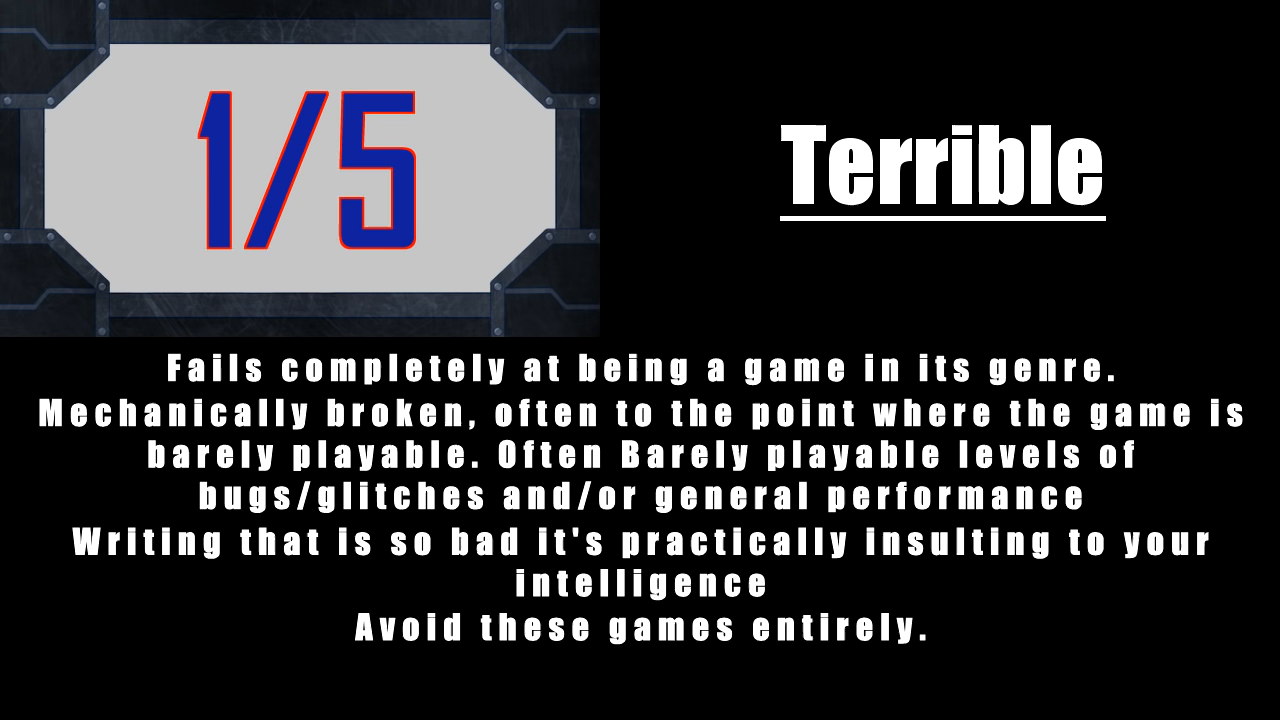 1/5
Terrible
Fails completely at being a game in its genre.
Mechanically broken, often to the point where the game is
barely playable. Often Barely playable levels of
bugs/glitches and/or general performance
Writing that is so bad it's practically insulting to your
intelligence
Avoid these games entirely.